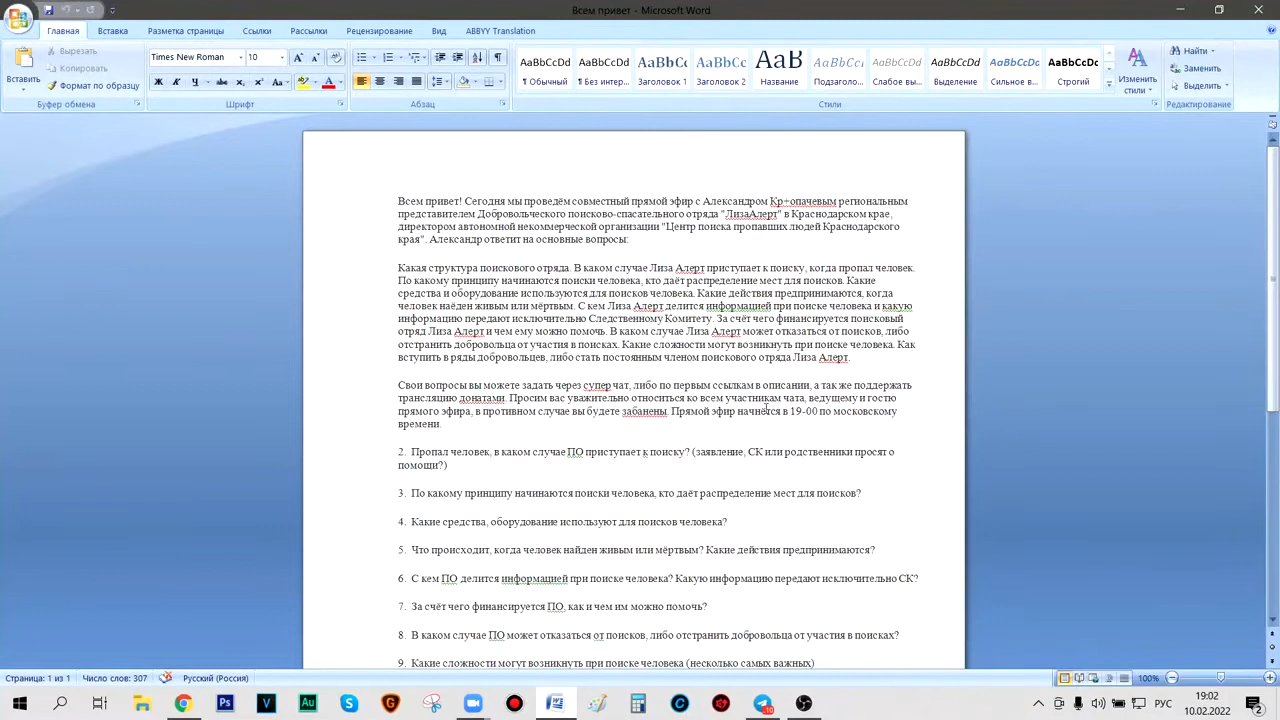 Всем привет - Microsoft Word
Главная Вставка Разметка страницы Ссылки Рассылки Рецензирование Вид ABBYY Translation
Вставить
Вырезать
Копировать
Формат по образцу
Буфер обмена
Times New Roman 10
Ж К Ч
Шрифт
Абзац
AaBbCcDd AaBbCcDd AaBbCc AaBbCc AaB AaBbCcI AaBbCcDd AaBbCcDd AaBbCcDd AaBbCcDd
¶ Обычный ¶ Без интер... Заголовок 1 Заголовок 2 Название Подзаголо... Слабое вы... Выделение Сильное в... Строгий
Стили
Изменить стили
Найти
Заменить
Выделить
Редактирование
Всем привет! Сегодня мы проведём совместный прямой эфир с Александром Кр+опачевым региональным
представителем Добровольческого поисково-спасательного отряда "ЛизаАлерт" в Краснодарском крае,
директором автономной некоммерческой организации "Центр поиска пропавших людей Краснодарского
края". Александр ответит на основные вопросы:
Какая структура поискового отряда. В каком случае Лиза Алерт приступает к поиску, когда пропал человек.
По какому принципу начинаются поиски человека, кто даёт распределение мест для поисков. Какие
средства и оборудование используются для поисков человека. Какие действия предпринимаются, когда
человек найден живым или мёртвым. С кем Лиза Алерт делится информацией при поиске человека и какую
информацию передают исключительно Следственному Комитету. За счёт чего финансируется поисковый
отряд Лиза Алерт и чем ему можно помочь. В каком случае Лиза Алерт может отказаться от поисков, либо
отстранить добровольца от участия в поисках. Какие сложности могут возникнуть при поиске человека. Как
вступить в ряды добровольцев, либо стать постоянным членом поискового отряда Лиза Алерт.
Свои вопросы вы можете задать через супер чат, либо по первым ссылкам в описании, а так же поддержать
трансляцию донатами. Просим вас уважительно относиться ко всем участникам чата, ведущему и гостю
прямого эфира, в противном случае вы будете забанены. Прямой эфир начнётся в 19-00 по московскому
времени.
2. Пропал человек, в каком случае ПО приступает к поиску? (заявление, СК или родственники просят о
помощи?)
3. По какому принципу начинаются поиски человека, кто даёт распределение мест для поисков?
4. Какие средства, оборудование используют для поисков человека?
5. Что происходит, когда человек найден живым или мёртвым? Какие действия предпринимаются?
6. С кем ПО делится информацией при поиске человека? Какую информацию передают исключительно СК?
7. За счёт чего финансируется ПО, как и чем им можно помочь?
8. В каком случае ПО может отказаться от поисков, либо отстранить добровольца от участия в поисках?
9. Какие сложности могут возникнуть при поиске человека (несколько самых важных)
Страница: 1 из 1 Число слов: 307 Русский (Россия) 100%
РУС 19:02
10.02.2022